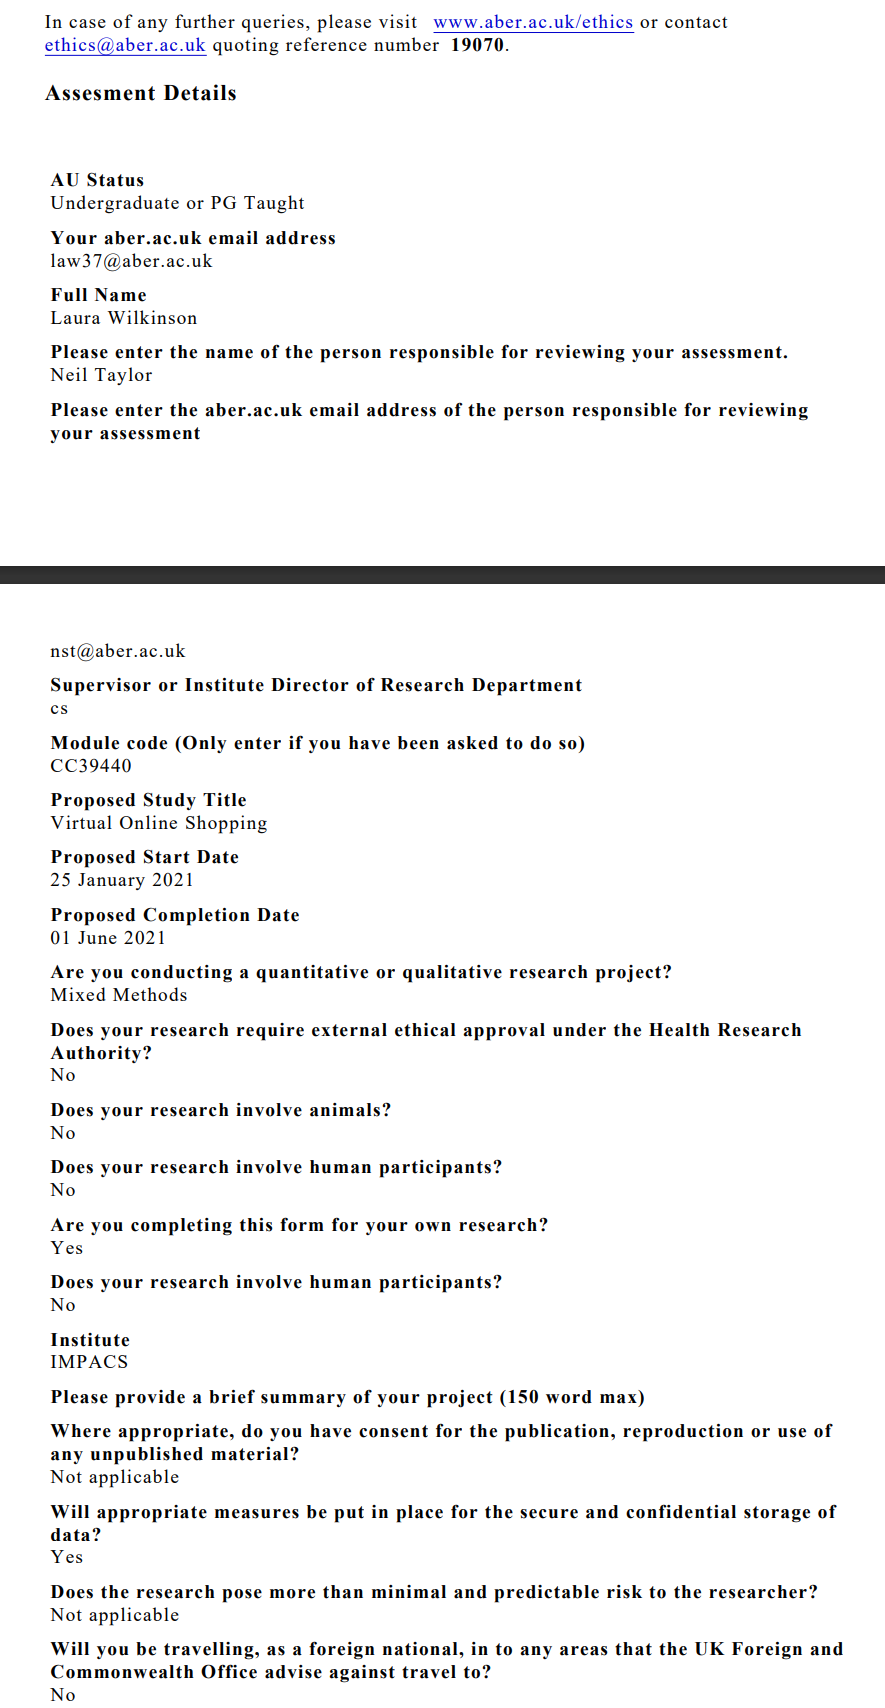 In case of any further queries, please visit www.aber.ac.uk/ethics or contact
ethics@aber.ac.uk quoting reference number 19070.
Assesment Details
AU Status
Undergraduate or PG Taught
Your aber.ac.uk email address
law37@aber.ac.uk
Full Name
Laura Wilkinson
Please enter the name of the person responsible for reviewing your assessment.
Neil Taylor
Please enter the aber.ac.uk email address of the person responsible for reviewing
your assessment
nst@aber.ac.uk
Supervisor or Institute Director of Research Department
cs
Module code (Only enter if you have been asked to do so)
CC39440
Proposed Study Title
Virtual Online Shopping
Proposed Start Date
25 January 2021
Proposed Completion Date
01 June 2021
Are you conducting a quantitative or qualitative research project?
Mixed Methods
Does your research require external ethical approval under the Health Research
Authority?
No
Does your research involve animals?
No
Does your research involve human participants?
No
Are you completing this form for your own research?
Yes
Does your research involve human participants?
No
Institute
IMPACS
Please provide a brief summary of your project (150 word max)
Where appropriate, do you have consent for the publication, reproduction or use of
any unpublished material?
Not applicable
Will appropriate measures be put in place for the secure and confidential storage of
data?
Yes
Does the research pose more than minimal and predictable risk to the researcher?
Not applicable
Will you be travelling, as a foreign national, in to any areas that the UK Foreign and
Commonwealth Office advise against travel to?
No